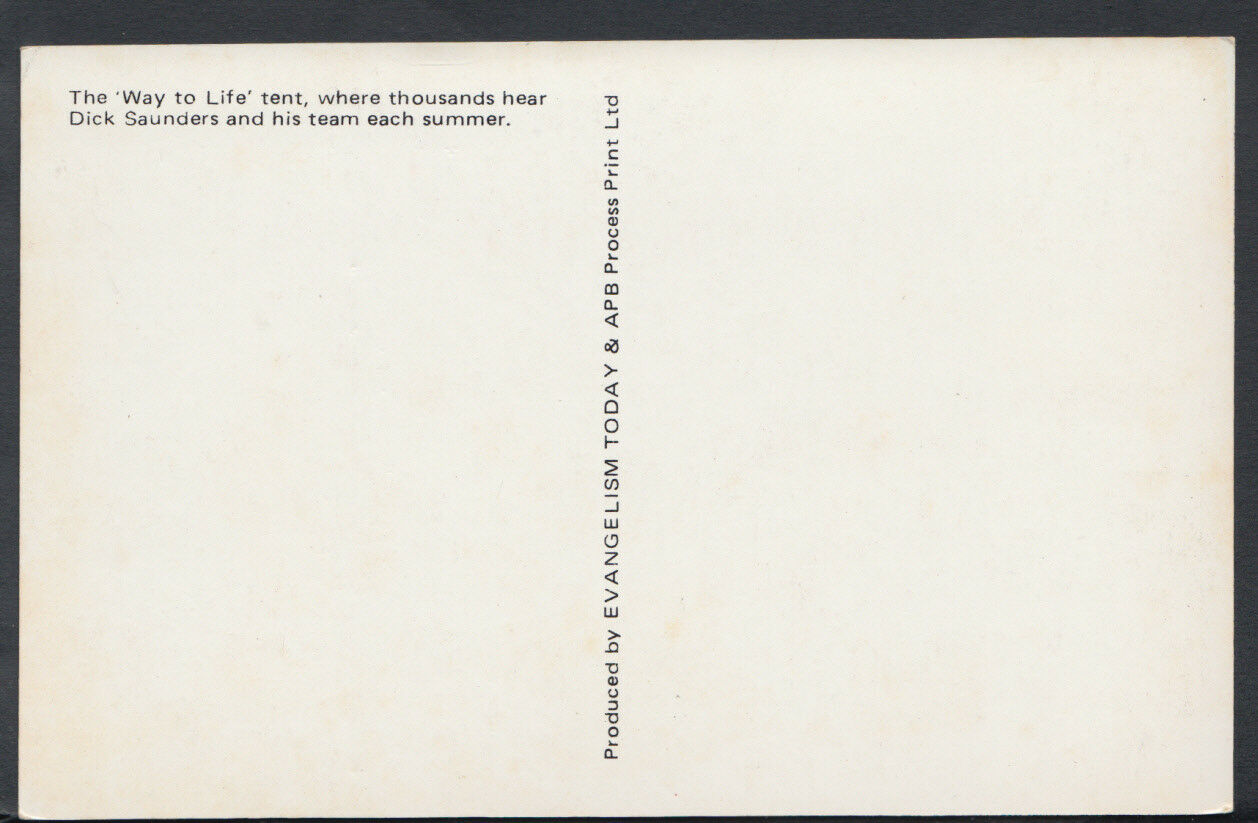 The ‘Way to Life’ tent, where thousands hear
Dick Saunders and his team each summer.
Produced by EVANGELISM TODAY & APB Process Print Ltd